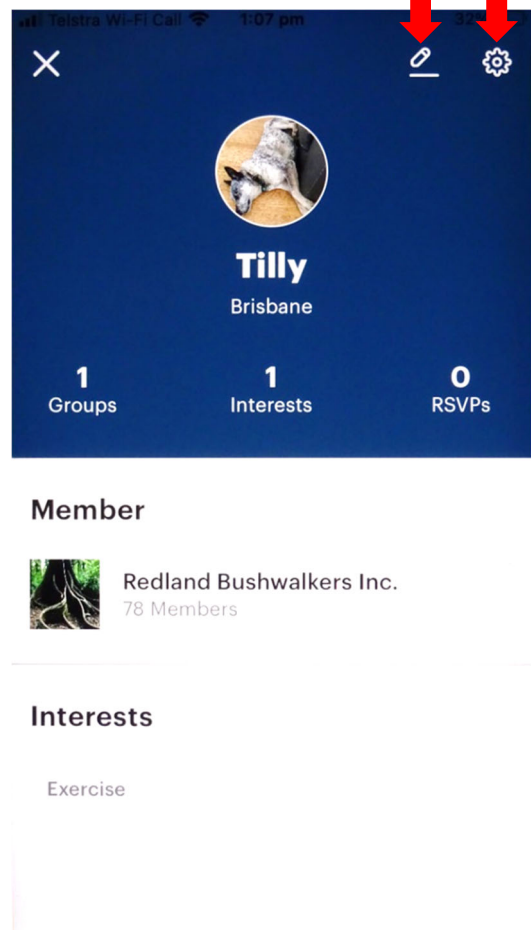 Telstra Wi-Fi Call 1:07 pm 32%
Tilly
Brisbane
1 1 0
Groups Interests RSVPs
Member
Redland Bushwalkers Inc.
78 Members
Interests
Exercise